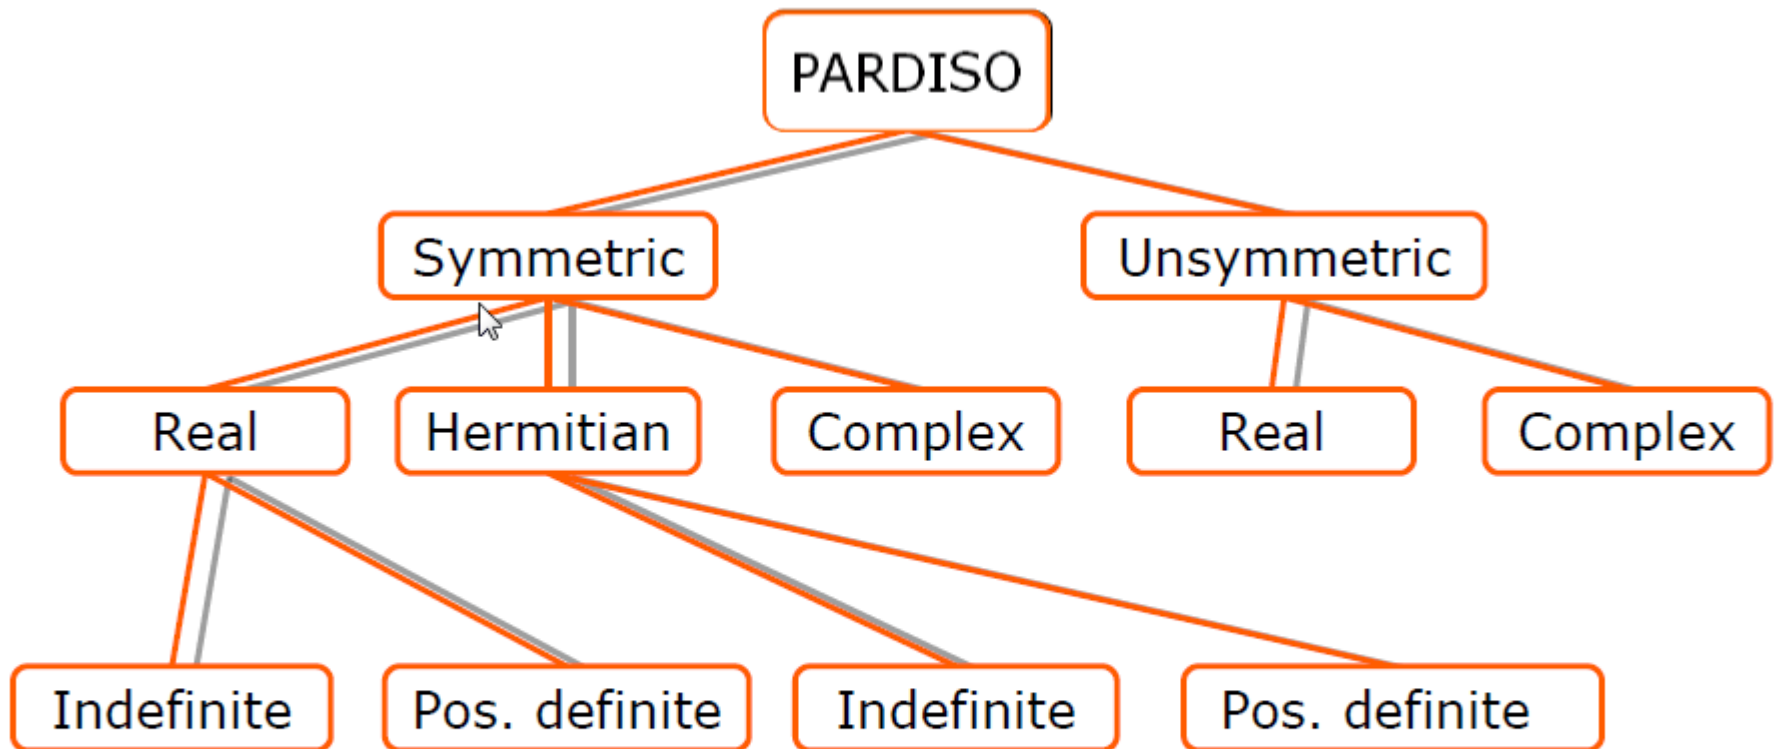 PARDISO
Symmetric
Unsymmetric
Real
Hermitian
Complex
Real
Complex
Indefinite
Pos. definite
Indefinite
Pos. definite